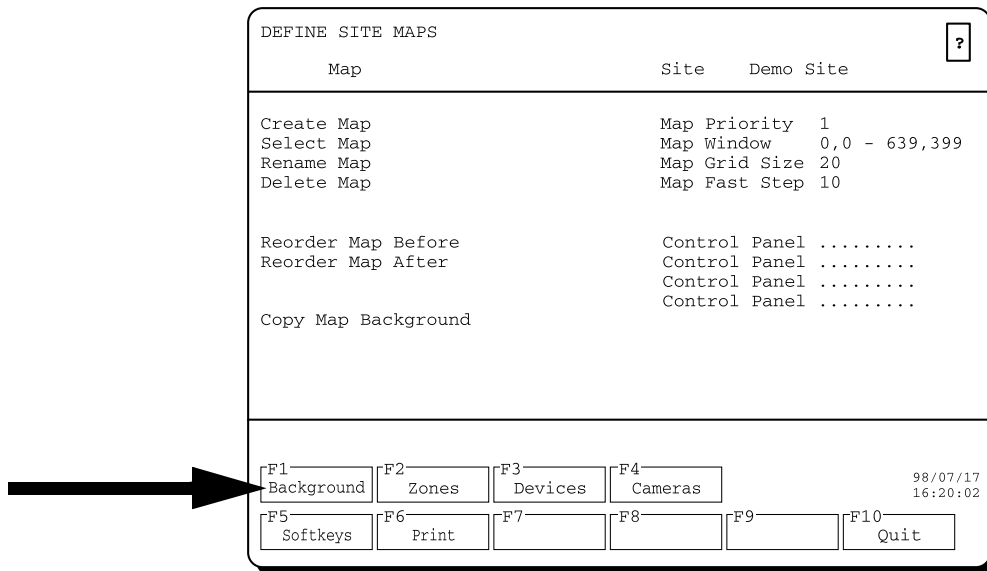 DEFINE SITE MAPS
?
Map Site Demo Site
Create Map Map Priority 1
Select Map Map Window 0,0 - 639,399
Rename Map Map Grid Size 20
Delete Map Map Fast Step 10
Reorder Map Before Control Panel .........
Reorder Map After Control Panel .........
Control Panel .........
Control Panel .........
Copy Map Background
F1 F2 F3 F4
Background Zones Devices Cameras
98/07/17
16:20:02
F5 F6 F7 F8 F9 F10
Softkeys Print Quit